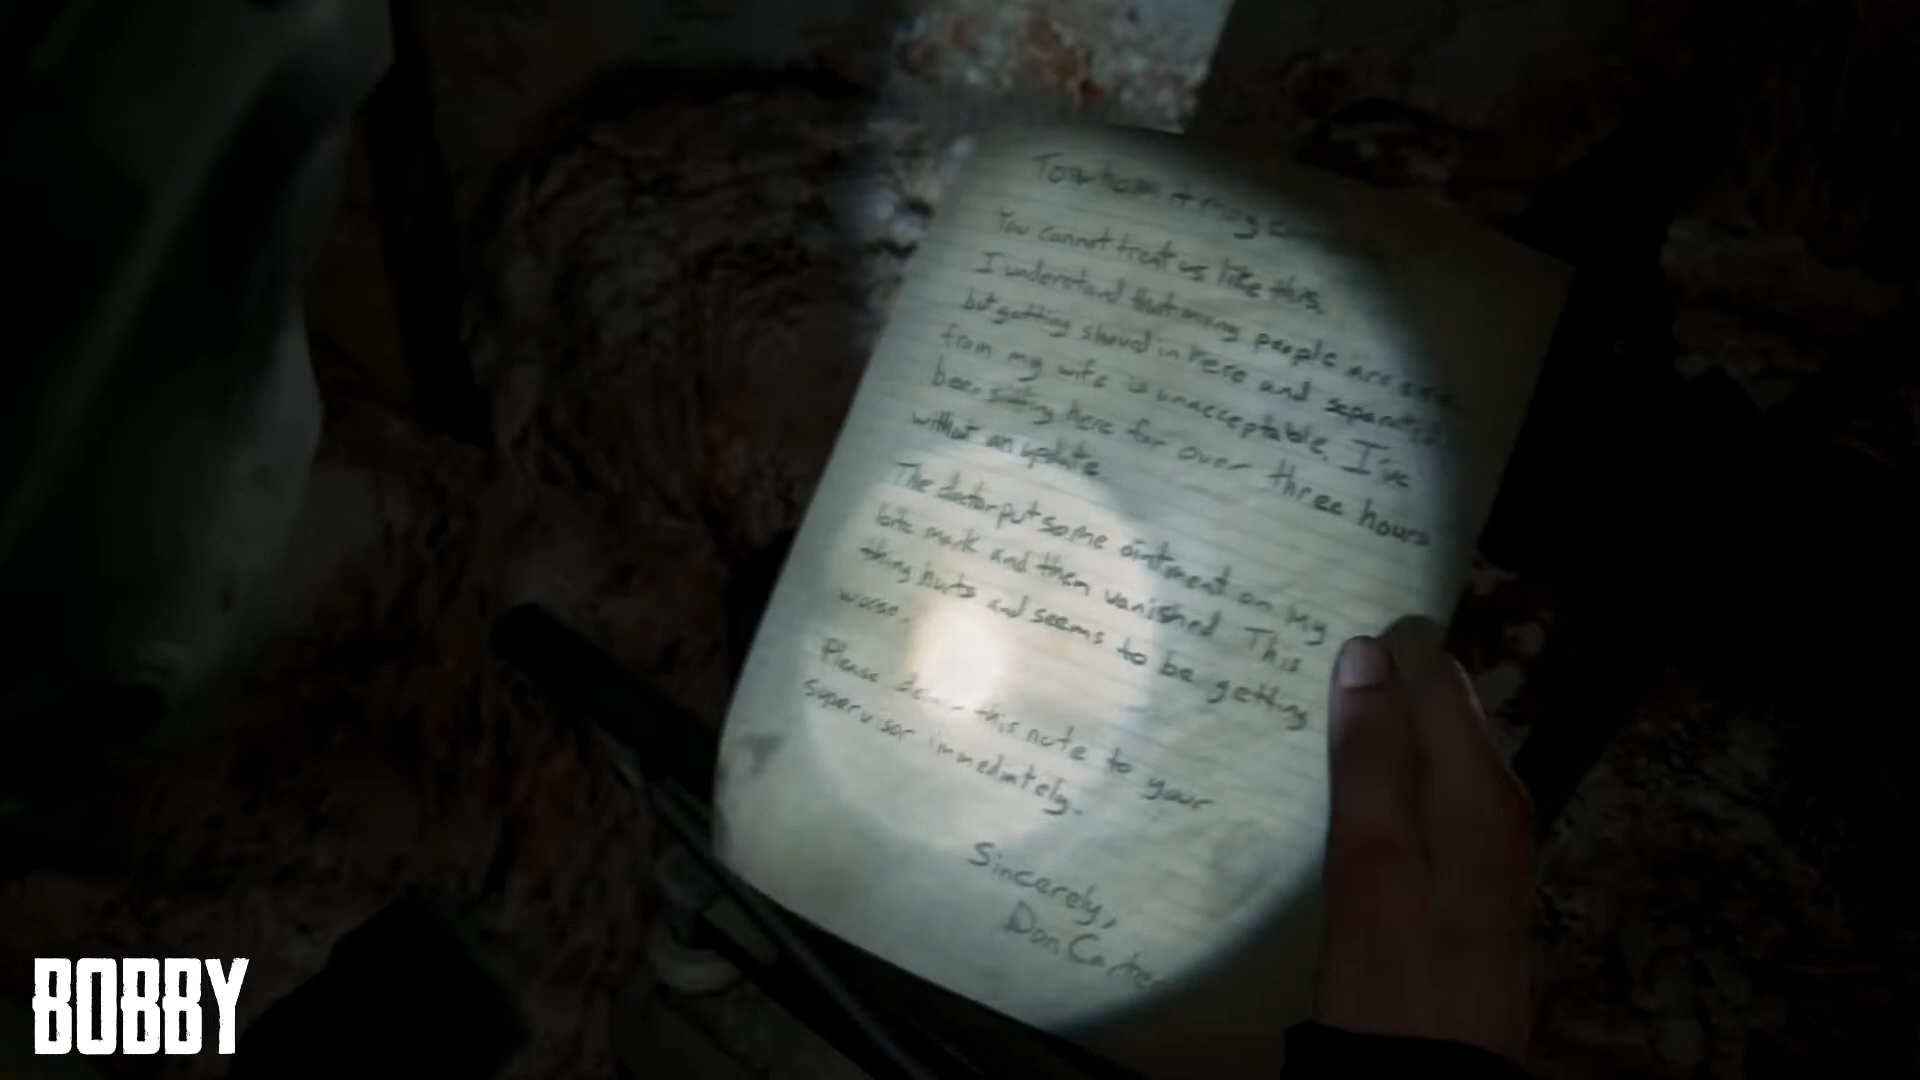 To whom it may
You cannot treat us like this.
I understand that many people are sick
but getting shoved in here and separated
from my wife is unacceptable. I've
been sitting here for over three hours
without an update.
The doctor put some ointment on my
bite mark and then vanished. This
thing hurts and seems to be getting
worse.
Please this note to your
supervisor immediately.
Sincerely,
Dan Carter
BOBBY